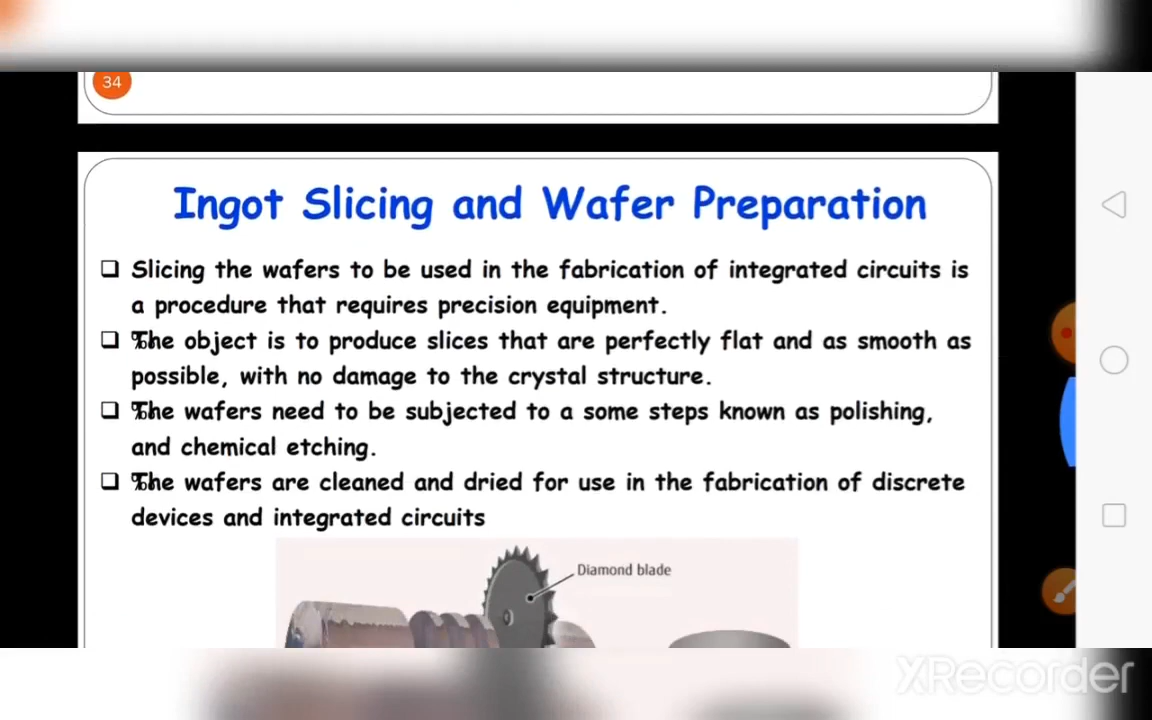 34
Ingot Slicing and Wafer Preparation
❑ Slicing the wafers to be used in the fabrication of integrated circuits is
a procedure that requires precision equipment.
❑ The object is to produce slices that are perfectly flat and as smooth as
possible, with no damage to the crystal structure.
❑ The wafers need to be subjected to a some steps known as polishing,
and chemical etching.
❑ The wafers are cleaned and dried for use in the fabrication of discrete
devices and integrated circuits
Diamond blade
XRecorder